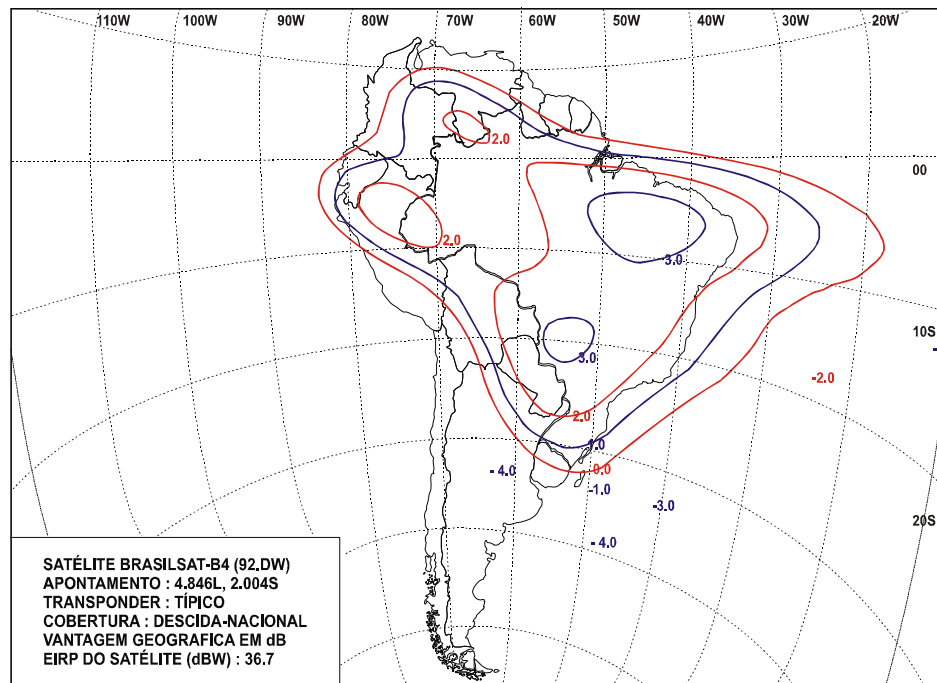 110W 100W 90W 80W 70W 60W 50W 40W 30W 20W
2.0
00
2.0
3.0
10S
3.0
-2.0
2.0
1.0
- 4.0
0.0
-1.0
-3.0
20S
- 4.0
SATÉLITE BRASILSAT-B4 (92,DW)
APONTAMENTO : 4.846L, 2.004S
TRANSPONDER : TÍPICO
COBERTURA : DESCIDA-NACIONAL
VANTAGEM GEOGRAFICA EM dB
EIRP DO SATÉLITE (dBW) : 36.7